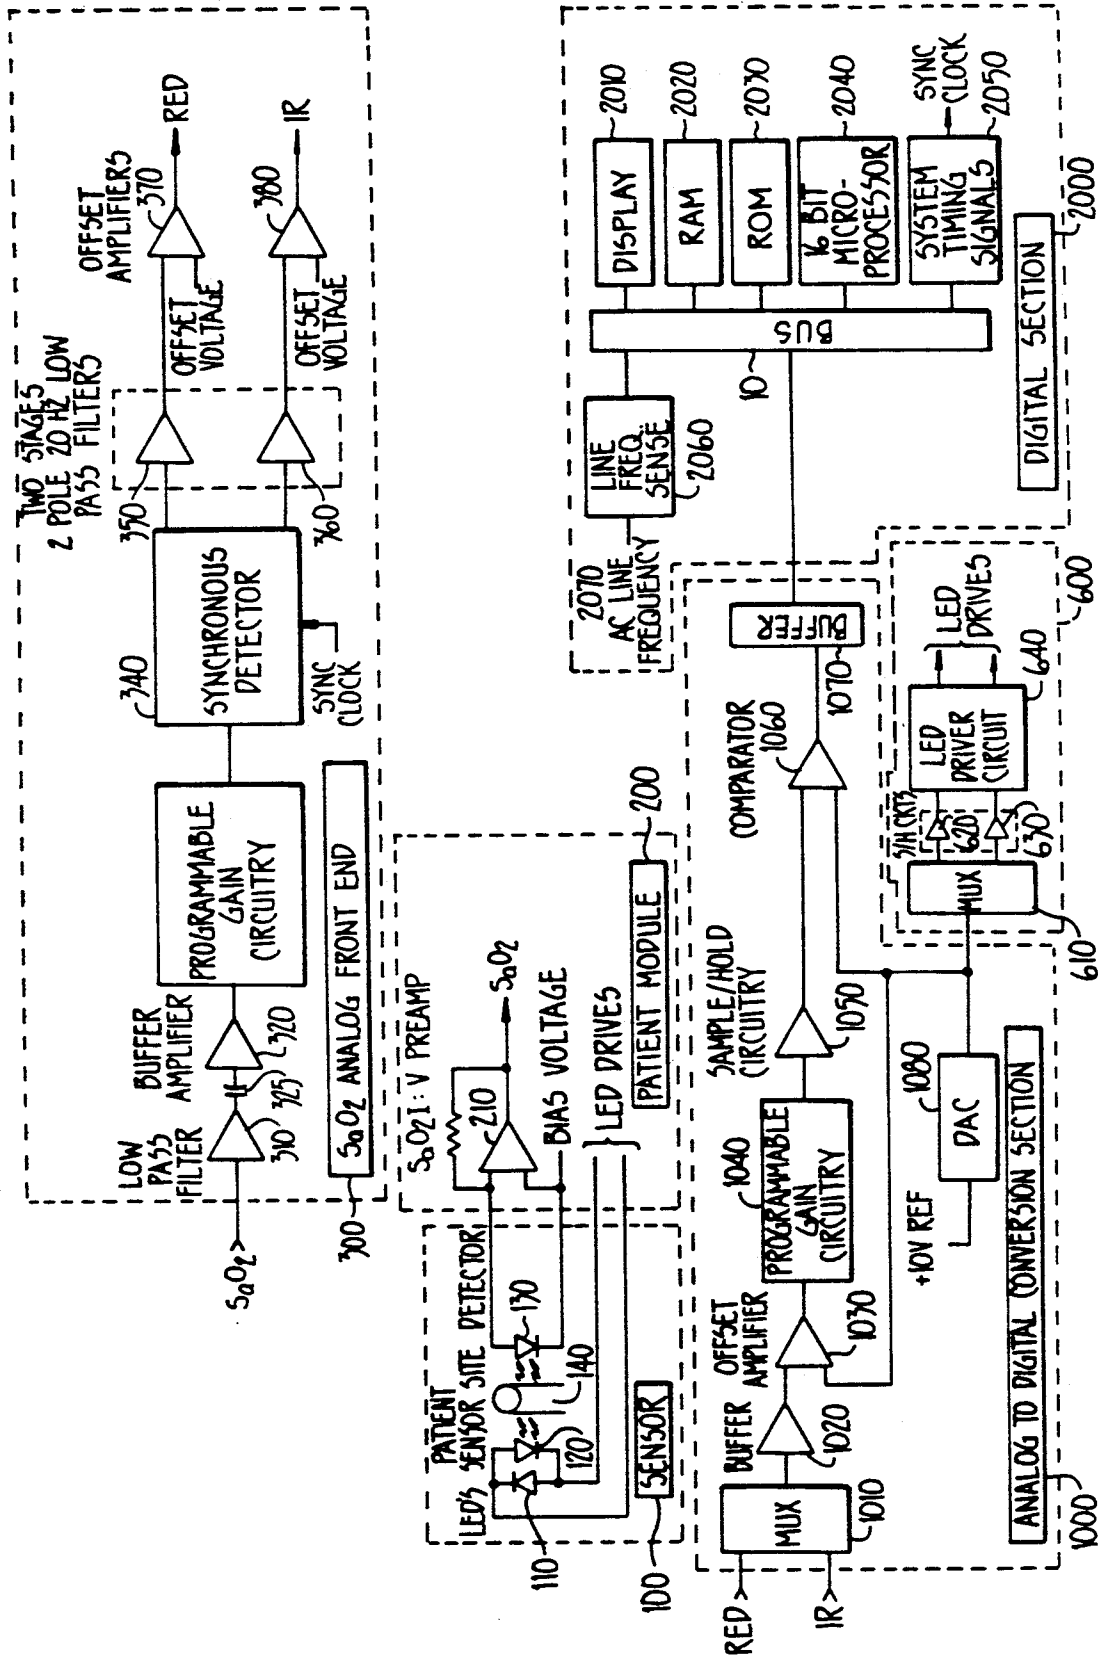 SaO2
LOW
PASS
FILTER
310
325
BUFFER
AMPLIFIER
320
PROGRAMMABLE
GAIN
CIRCUITRY
340
SYNCHRONOUS
DETECTOR
SYNC
CLOCK
TWO STAGES
2 POLE 20 HZ LOW
PASS FILTERS
350
360
OFFSET
AMPLIFIERS
370
OFFSET
VOLTAGE
RED
380
OFFSET
VOLTAGE
IR
300
SaO2 ANALOG FRONT END
PATIENT
LED'S SENSOR SITE DETECTOR
110
120
140
130
100
SENSOR
SaO2 I:V PREAMP
210
SaO2
BIAS VOLTAGE
LED DRIVES
PATIENT MODULE
200
RED
IR
MUX
1010
BUFFER
1020
OFFSET
AMPLIFIER
1030
1040
PROGRAMMABLE
GAIN
CIRCUITRY
SAMPLE/HOLD
CIRCUITRY
1050
COMPARATOR
1060
BUFFER
1070
+10V REF
DAC
1080
1000
ANALOG TO DIGITAL CONVERSION SECTION
MUX
610
S/H CKTS
620
630
LED
DRIVER
CIRCUIT
640
LED
DRIVES
600
2070
AC LINE
FREQUENCY
LINE
FREQ.
SENSE
2060
BUS
10
DISPLAY
2010
RAM
2020
ROM
2030
16 BIT
MICRO-
PROCESSOR
2040
SYSTEM
TIMING
SIGNALS
SYNC
CLOCK
2050
DIGITAL SECTION
2000